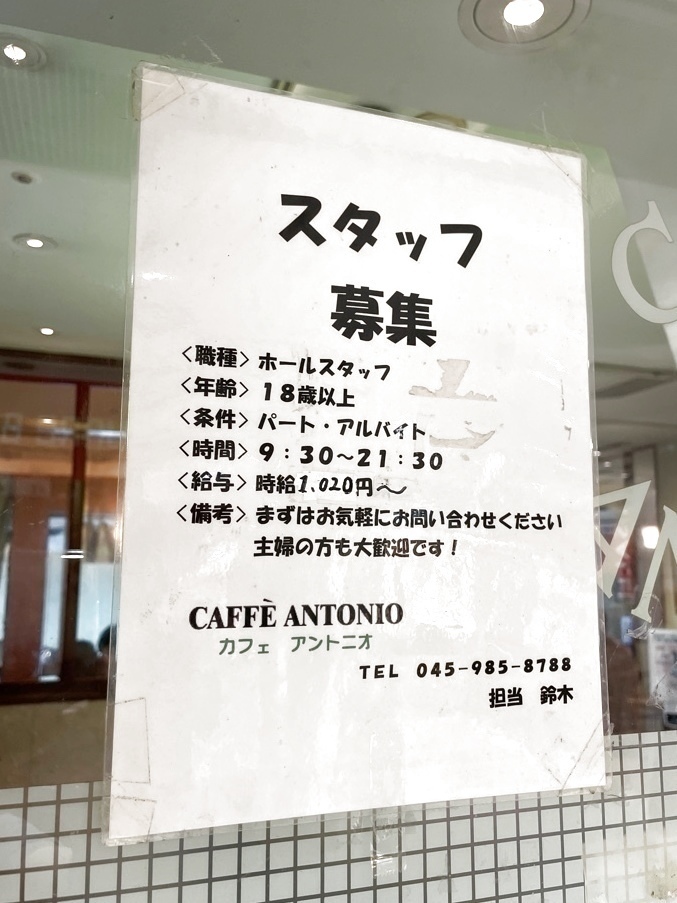 スタッフ
募集
〈職種〉ホールスタッフ
〈年齢〉18歳以上
〈条件〉パート・アルバイト
〈時間〉9:30～21:30
〈給与〉時給1.020円～
〈備考〉まずはお気軽にお問い合わせください
主婦の方も大歓迎です！
CAFFÈ ANTONIO
カフェ アントニオ
TEL 045-985-8788
担当 鈴木
C
AN